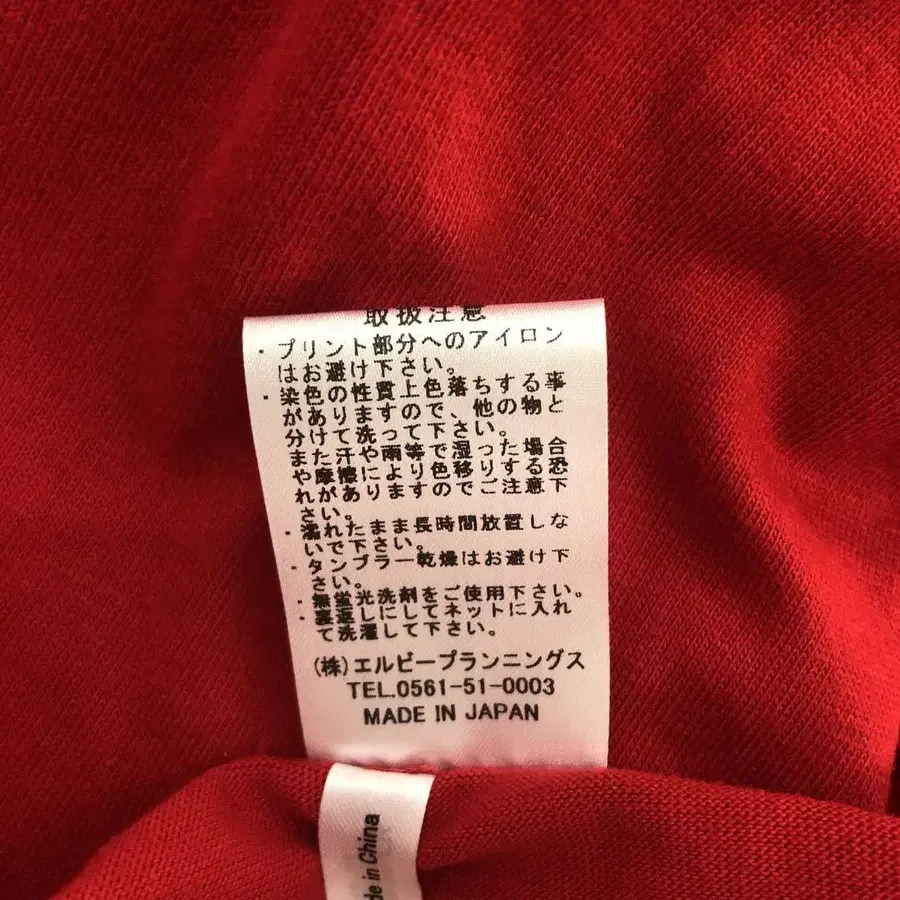 取扱注意
・プリント部分へのアイロン
はお避け下さい。
・染色の性質上色落ちする事
がありますので、他の物と
分けて洗って下さい。
また汗や雨等で湿った場合
や摩擦により色移りする恐
れがありますのでご注意下
さい。
・濡れたまま長時間放置しな
いで下さい。
・タンブラー乾燥はお避け下
さい。
・無蛍光洗剤をご使用下さい。
・裏返しにしてネットに入れ
て洗濯して下さい。
(株)エルビープランニングス
TEL.0561-51-0003
MADE IN JAPAN
in China